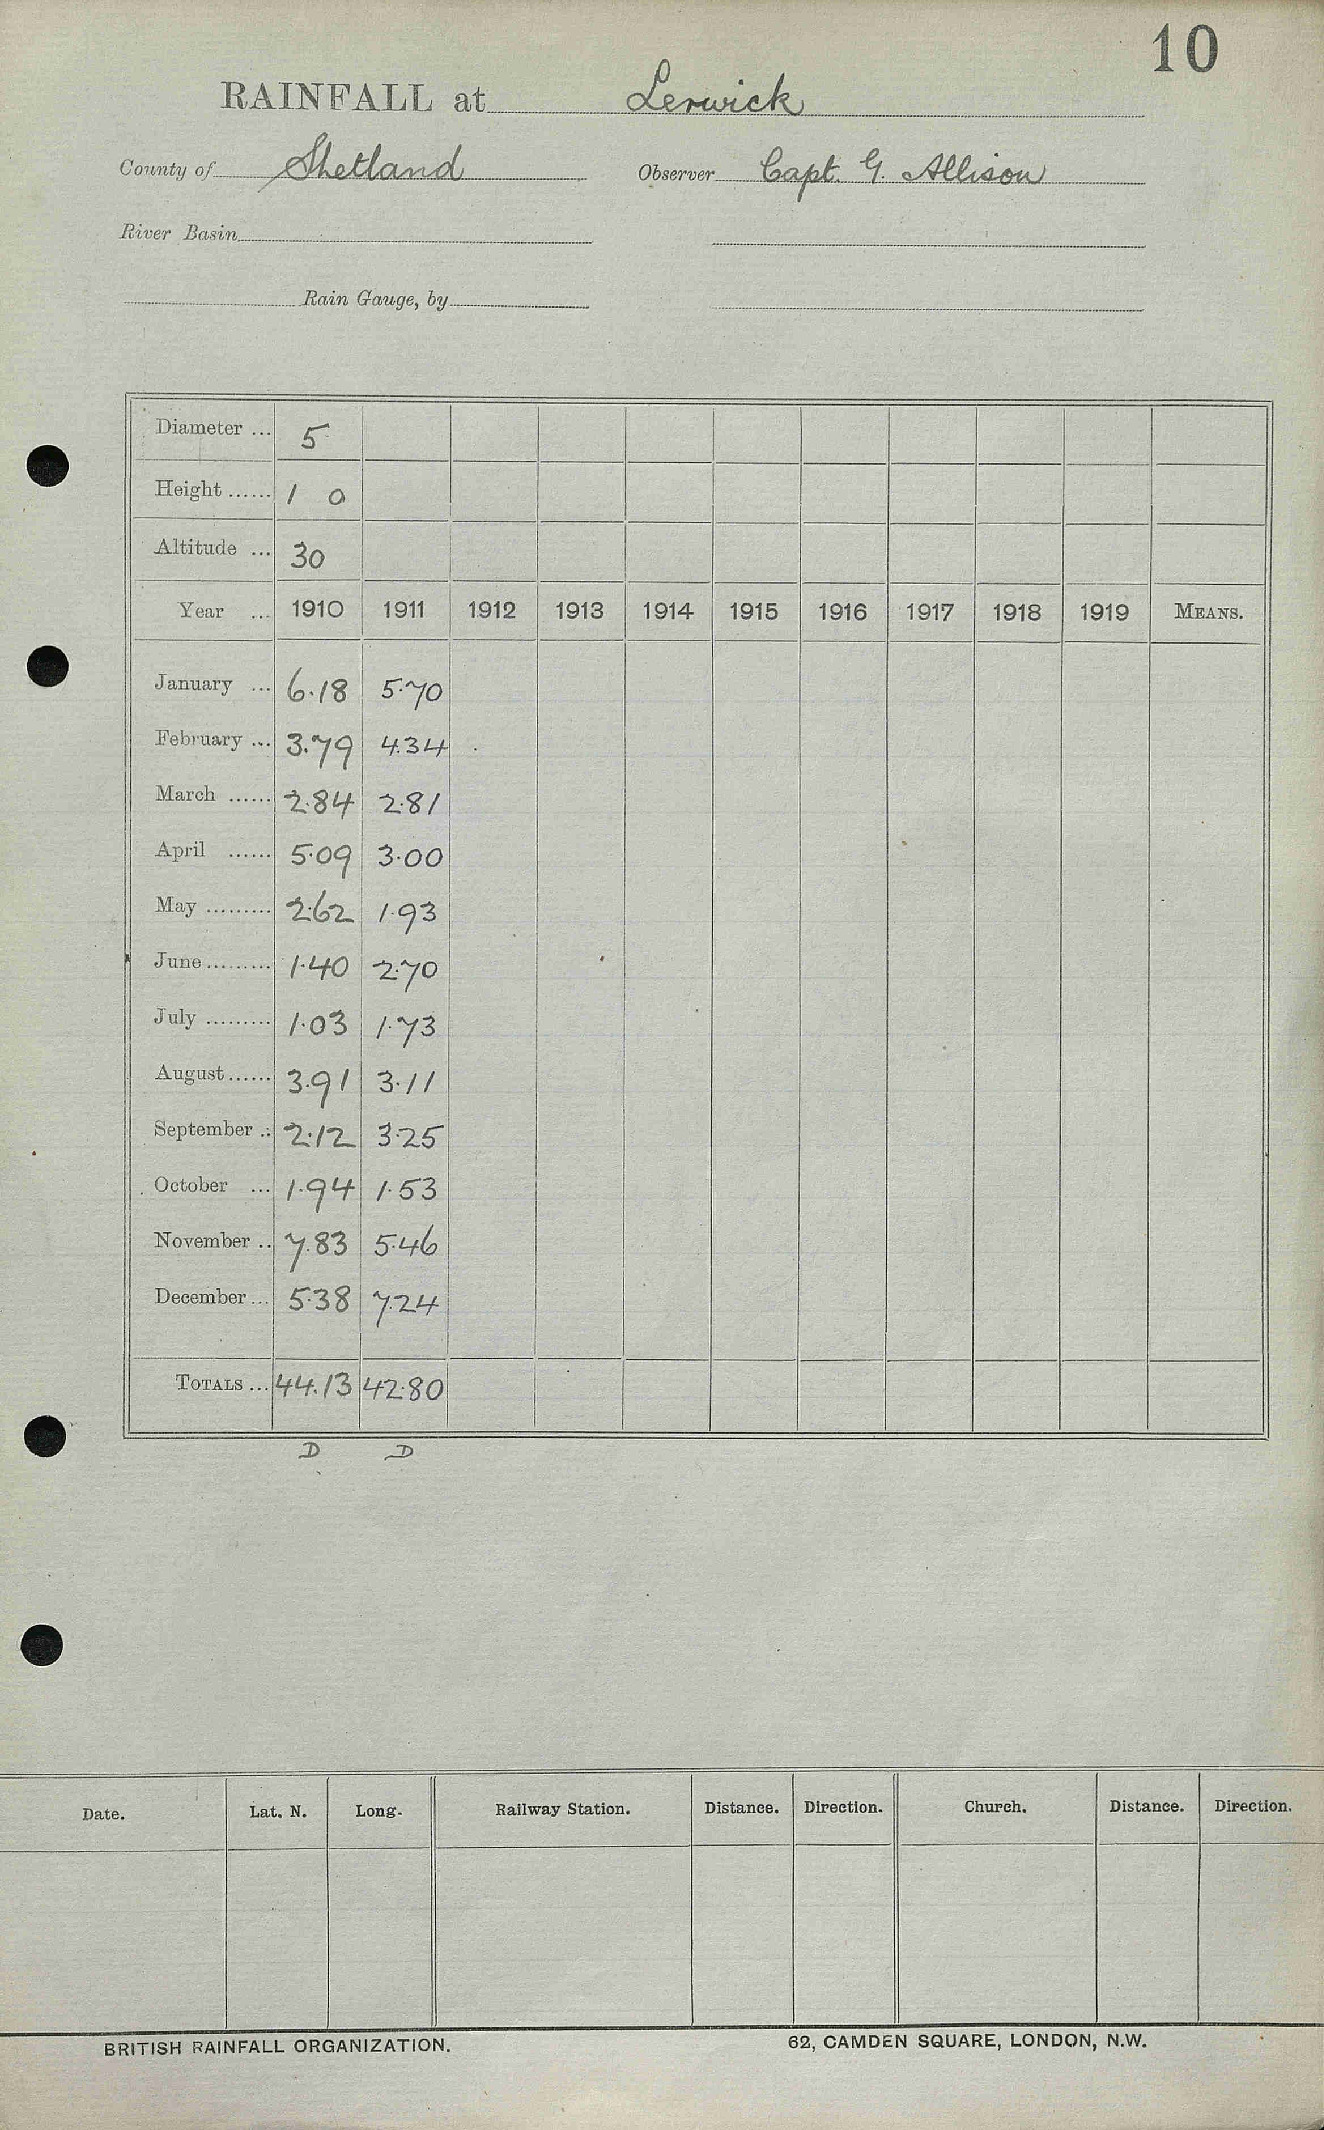 10
RAINFALL at Lerwick
County of Shetland Observer Capt. G. Allison
River Basin
Rain Gauge, by
Diameter ... 5
Height ...... 1 0
Altitude ... 30
Year ... 1910 1911 1912 1913 1914 1915 1916 1917 1918 1919 MEANS.
January ... 6.18 5.70
February ... 3.79 4.34
March ...... 2.84 2.81
April ...... 5.09 3.00
May ......... 2.62 1.93
June ......... 1.40 2.70
July ......... 1.03 1.73
August ...... 3.91 3.11
September .. 2.12 3.25
October ... 1.94 1.53
November .. 7.83 5.46
December ... 5.38 7.24
TOTALS ... 44.13 42.80
D D
Date. Lat. N. Long. Railway Station. Distance. Direction. Church. Distance. Direction.
BRITISH RAINFALL ORGANIZATION. 62, CAMDEN SQUARE, LONDON, N.W.